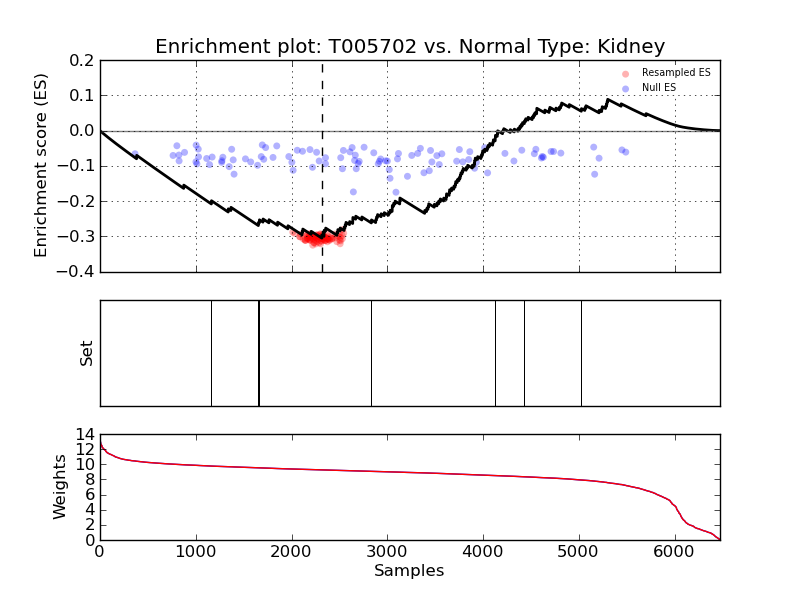 Enrichment plot: T005702 vs. Normal Type: Kidney
Enrichment score (ES)
0.2
0.1
0.0
−0.1
−0.2
−0.3
−0.4
Resampled ES
Null ES
Set
Weights
14
12
10
8
6
4
2
0
0 1000 2000 3000 4000 5000 6000
Samples